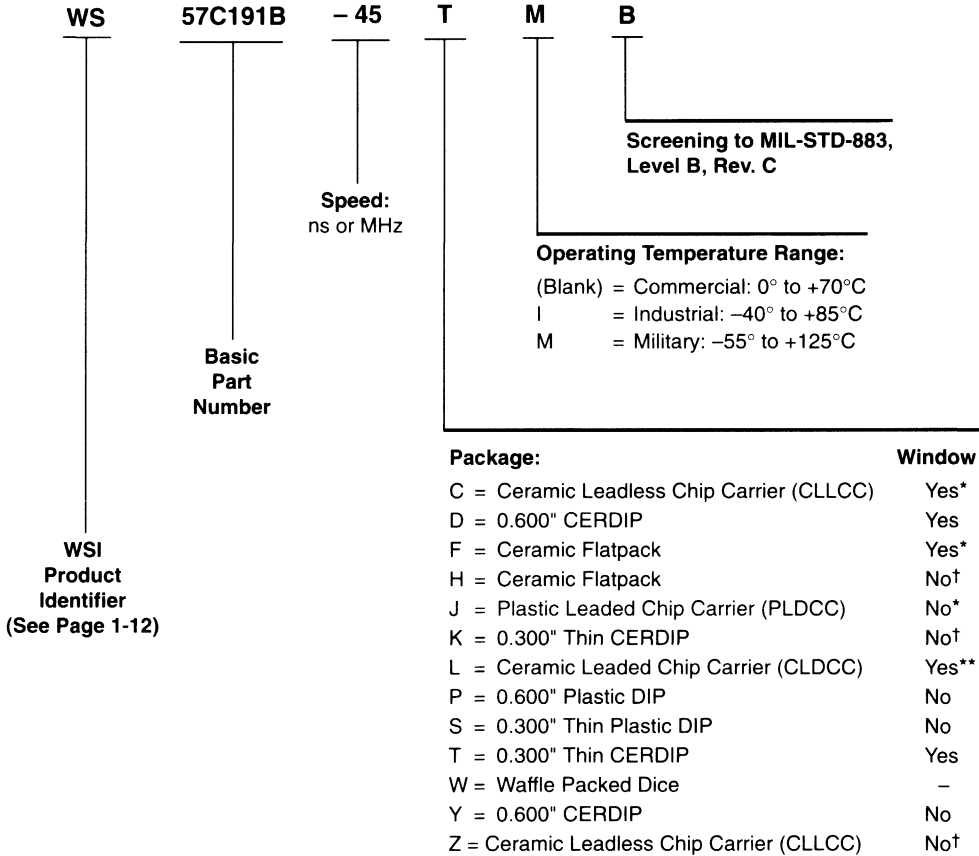 WS 57C191B – 45 T M B
Screening to MIL-STD-883,
Level B, Rev. C
Speed:
ns or MHz
Operating Temperature Range:
(Blank) = Commercial: 0° to +70°C
I = Industrial: –40° to +85°C
M = Military: –55° to +125°C
Basic
Part
Number
WSI
Product
Identifier
(See Page 1-12)
Package: Window
C = Ceramic Leadless Chip Carrier (CLLCC) Yes*
D = 0.600" CERDIP Yes
F = Ceramic Flatpack Yes*
H = Ceramic Flatpack No†
J = Plastic Leaded Chip Carrier (PLDCC) No*
K = 0.300" Thin CERDIP No†
L = Ceramic Leaded Chip Carrier (CLDCC) Yes**
P = 0.600" Plastic DIP No
S = 0.300" Thin Plastic DIP No
T = 0.300" Thin CERDIP Yes
W = Waffle Packed Dice –
Y = 0.600" CERDIP No
Z = Ceramic Leadless Chip Carrier (CLLCC) No†